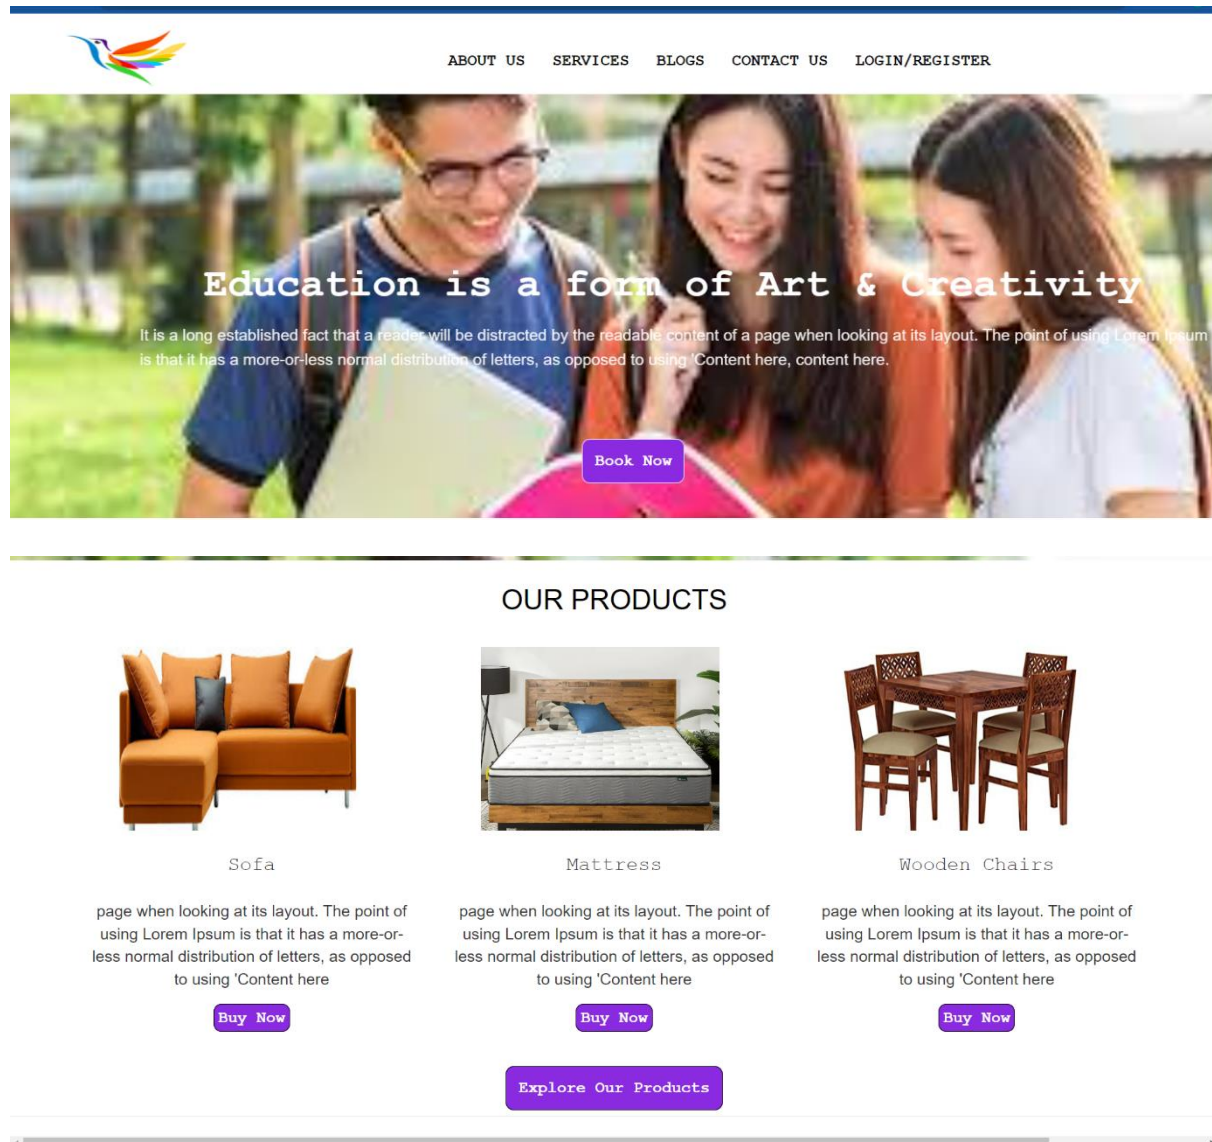 ABOUT US SERVICES BLOGS CONTACT US LOGIN/REGISTER
Education is a form of Art & Creativity
It is a long established fact that a reader will be distracted by the readable content of a page when looking at its layout. The point of using Lorem Ipsum
is that it has a more-or-less normal distribution of letters, as opposed to using 'Content here, content here.
Book Now
OUR PRODUCTS
Sofa
page when looking at its layout. The point of
using Lorem Ipsum is that it has a more-or-
less normal distribution of letters, as opposed
to using 'Content here
Buy Now
Mattress
page when looking at its layout. The point of
using Lorem Ipsum is that it has a more-or-
less normal distribution of letters, as opposed
to using 'Content here
Buy Now
Wooden Chairs
page when looking at its layout. The point of
using Lorem Ipsum is that it has a more-or-
less normal distribution of letters, as opposed
to using 'Content here
Buy Now
Explore Our Products